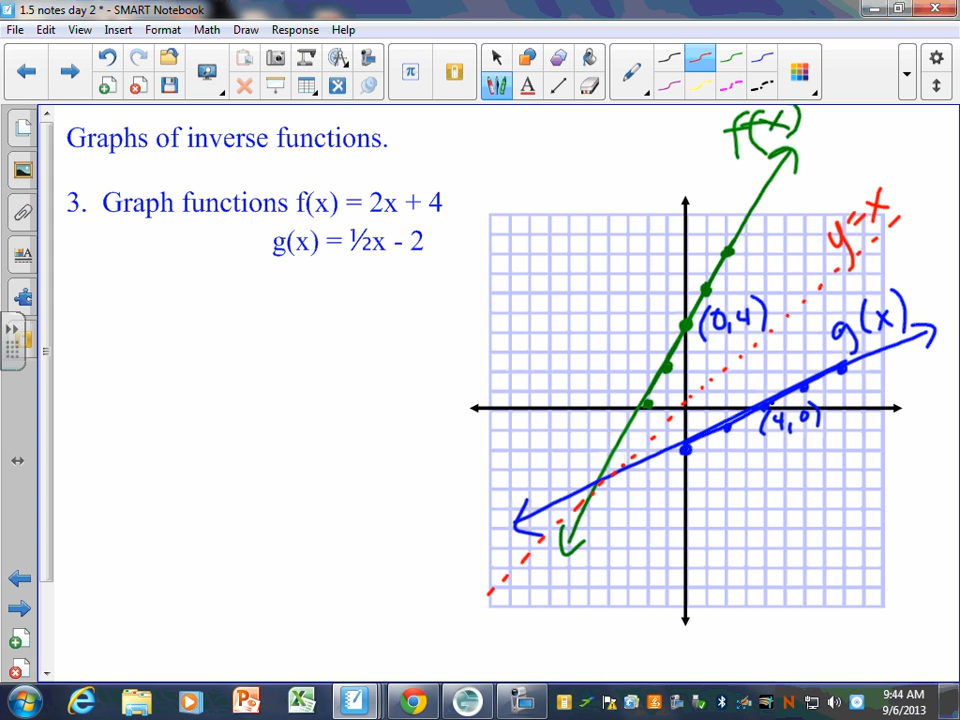 1.5 notes day 2 * - SMART Notebook
File Edit View Insert Format Math Draw Response Help
π
A
Graphs of inverse functions.
3. Graph functions f(x) = 2x + 4
g(x) = ½x - 2
f(x)
y=x
(0,4)
g(x)
(4,0)
9:44 AM
9/6/2013